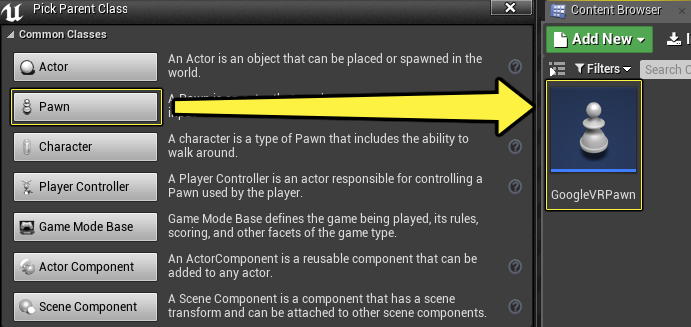 Pick Parent Class
Common Classes
Actor
An Actor is an object that can be placed or spawned in the
world.
Pawn
Character
A character is a type of Pawn that includes the ability to
walk around.
Player Controller
A Player Controller is an actor responsible for controlling a
Pawn used by the player.
Game Mode Base
Game Mode Base defines the game being played, its rules,
scoring, and other facets of the game type.
Actor Component
An ActorComponent is a reusable component that can be
added to any actor.
Scene Component
A Scene Component is a component that has a scene
transform and can be attached to other scene components.
Content Browser
Add New
Filters
Search
GoogleVRPawn